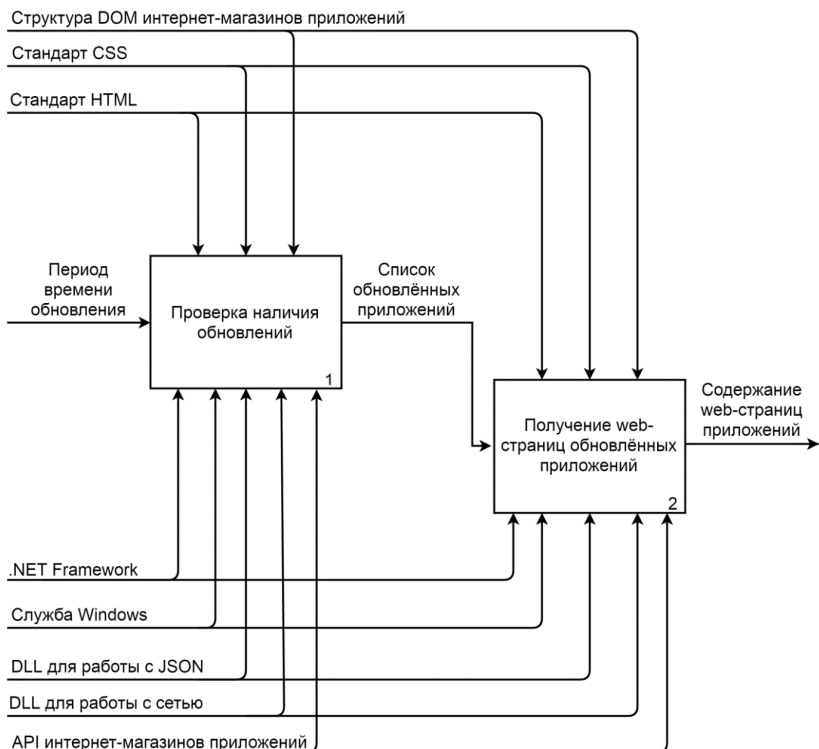 Структура DOM интернет-магазинов приложений
Стандарт CSS
Стандарт HTML
Период
времени
обновления
Проверка наличия
обновлений
1
Список
обновлённых
приложений
Получение web-
страниц обновлённых
приложений
2
Содержание
web-страниц
приложений
.NET Framework
Служба Windows
DLL для работы с JSON
DLL для работы с сетью
API интернет-магазинов приложений